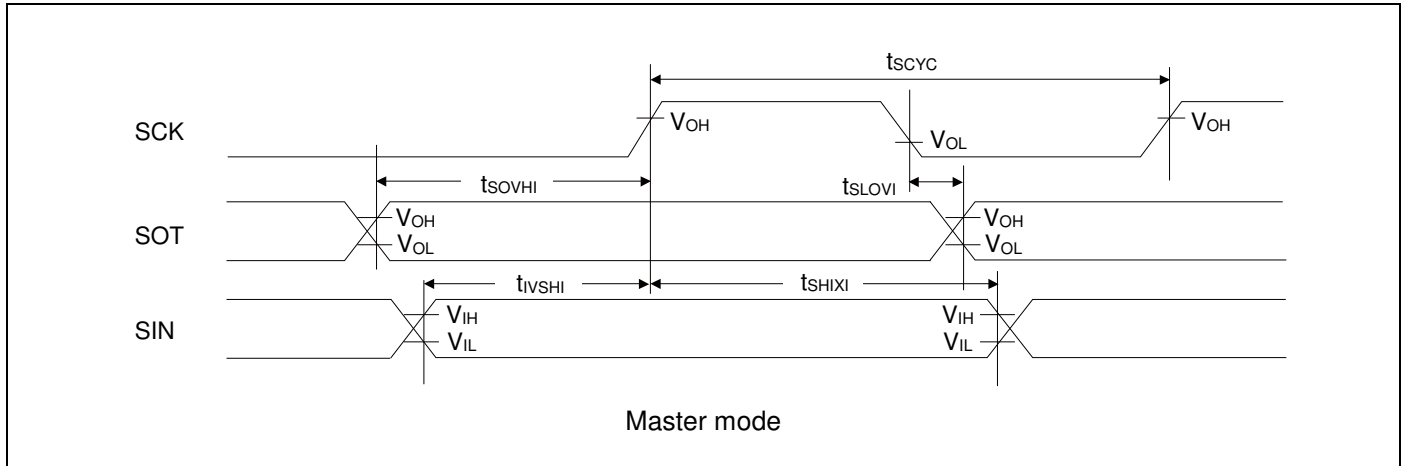 tSCYC
SCK
VOH
VOL
VOH
tSOVHI
tSLOVI
SOT
VOH
VOL
VOH
VOL
tIVSHI
tSHIXI
SIN
VIH
VIL
VIH
VIL
Master mode